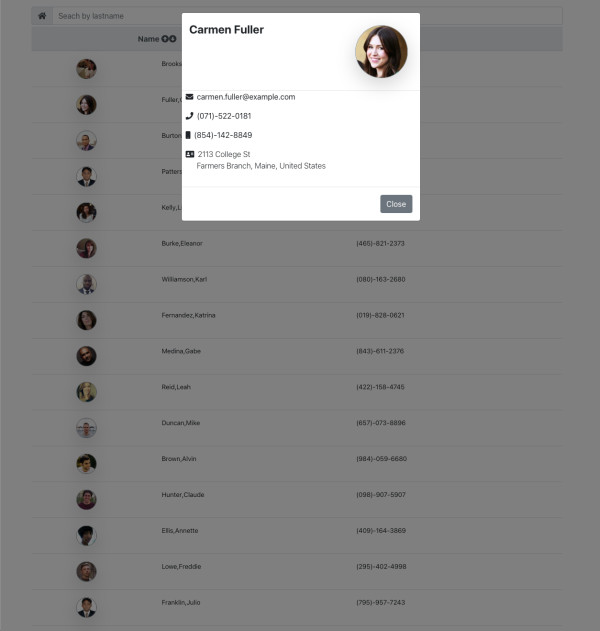 Seach by lastname
Name
Carmen Fuller
carmen.fuller@example.com
(071)-522-0181
(854)-142-8849
2113 College St
Farmers Branch, Maine, United States
Close
Brooks
Fuller,
Burton
Patters
Kelly,L
Burke,Eleanor (465)-821-2373
Williamson,Karl (080)-163-2680
Fernandez,Katrina (019)-828-0621
Medina,Gabe (843)-611-2376
Reid,Leah (422)-158-4745
Duncan,Mike (657)-073-8896
Brown,Alvin (984)-059-6680
Hunter,Claude (098)-907-5907
Ellis,Annette (409)-164-3869
Lowe,Freddie (295)-402-4998
Franklin,Julio (795)-957-7243